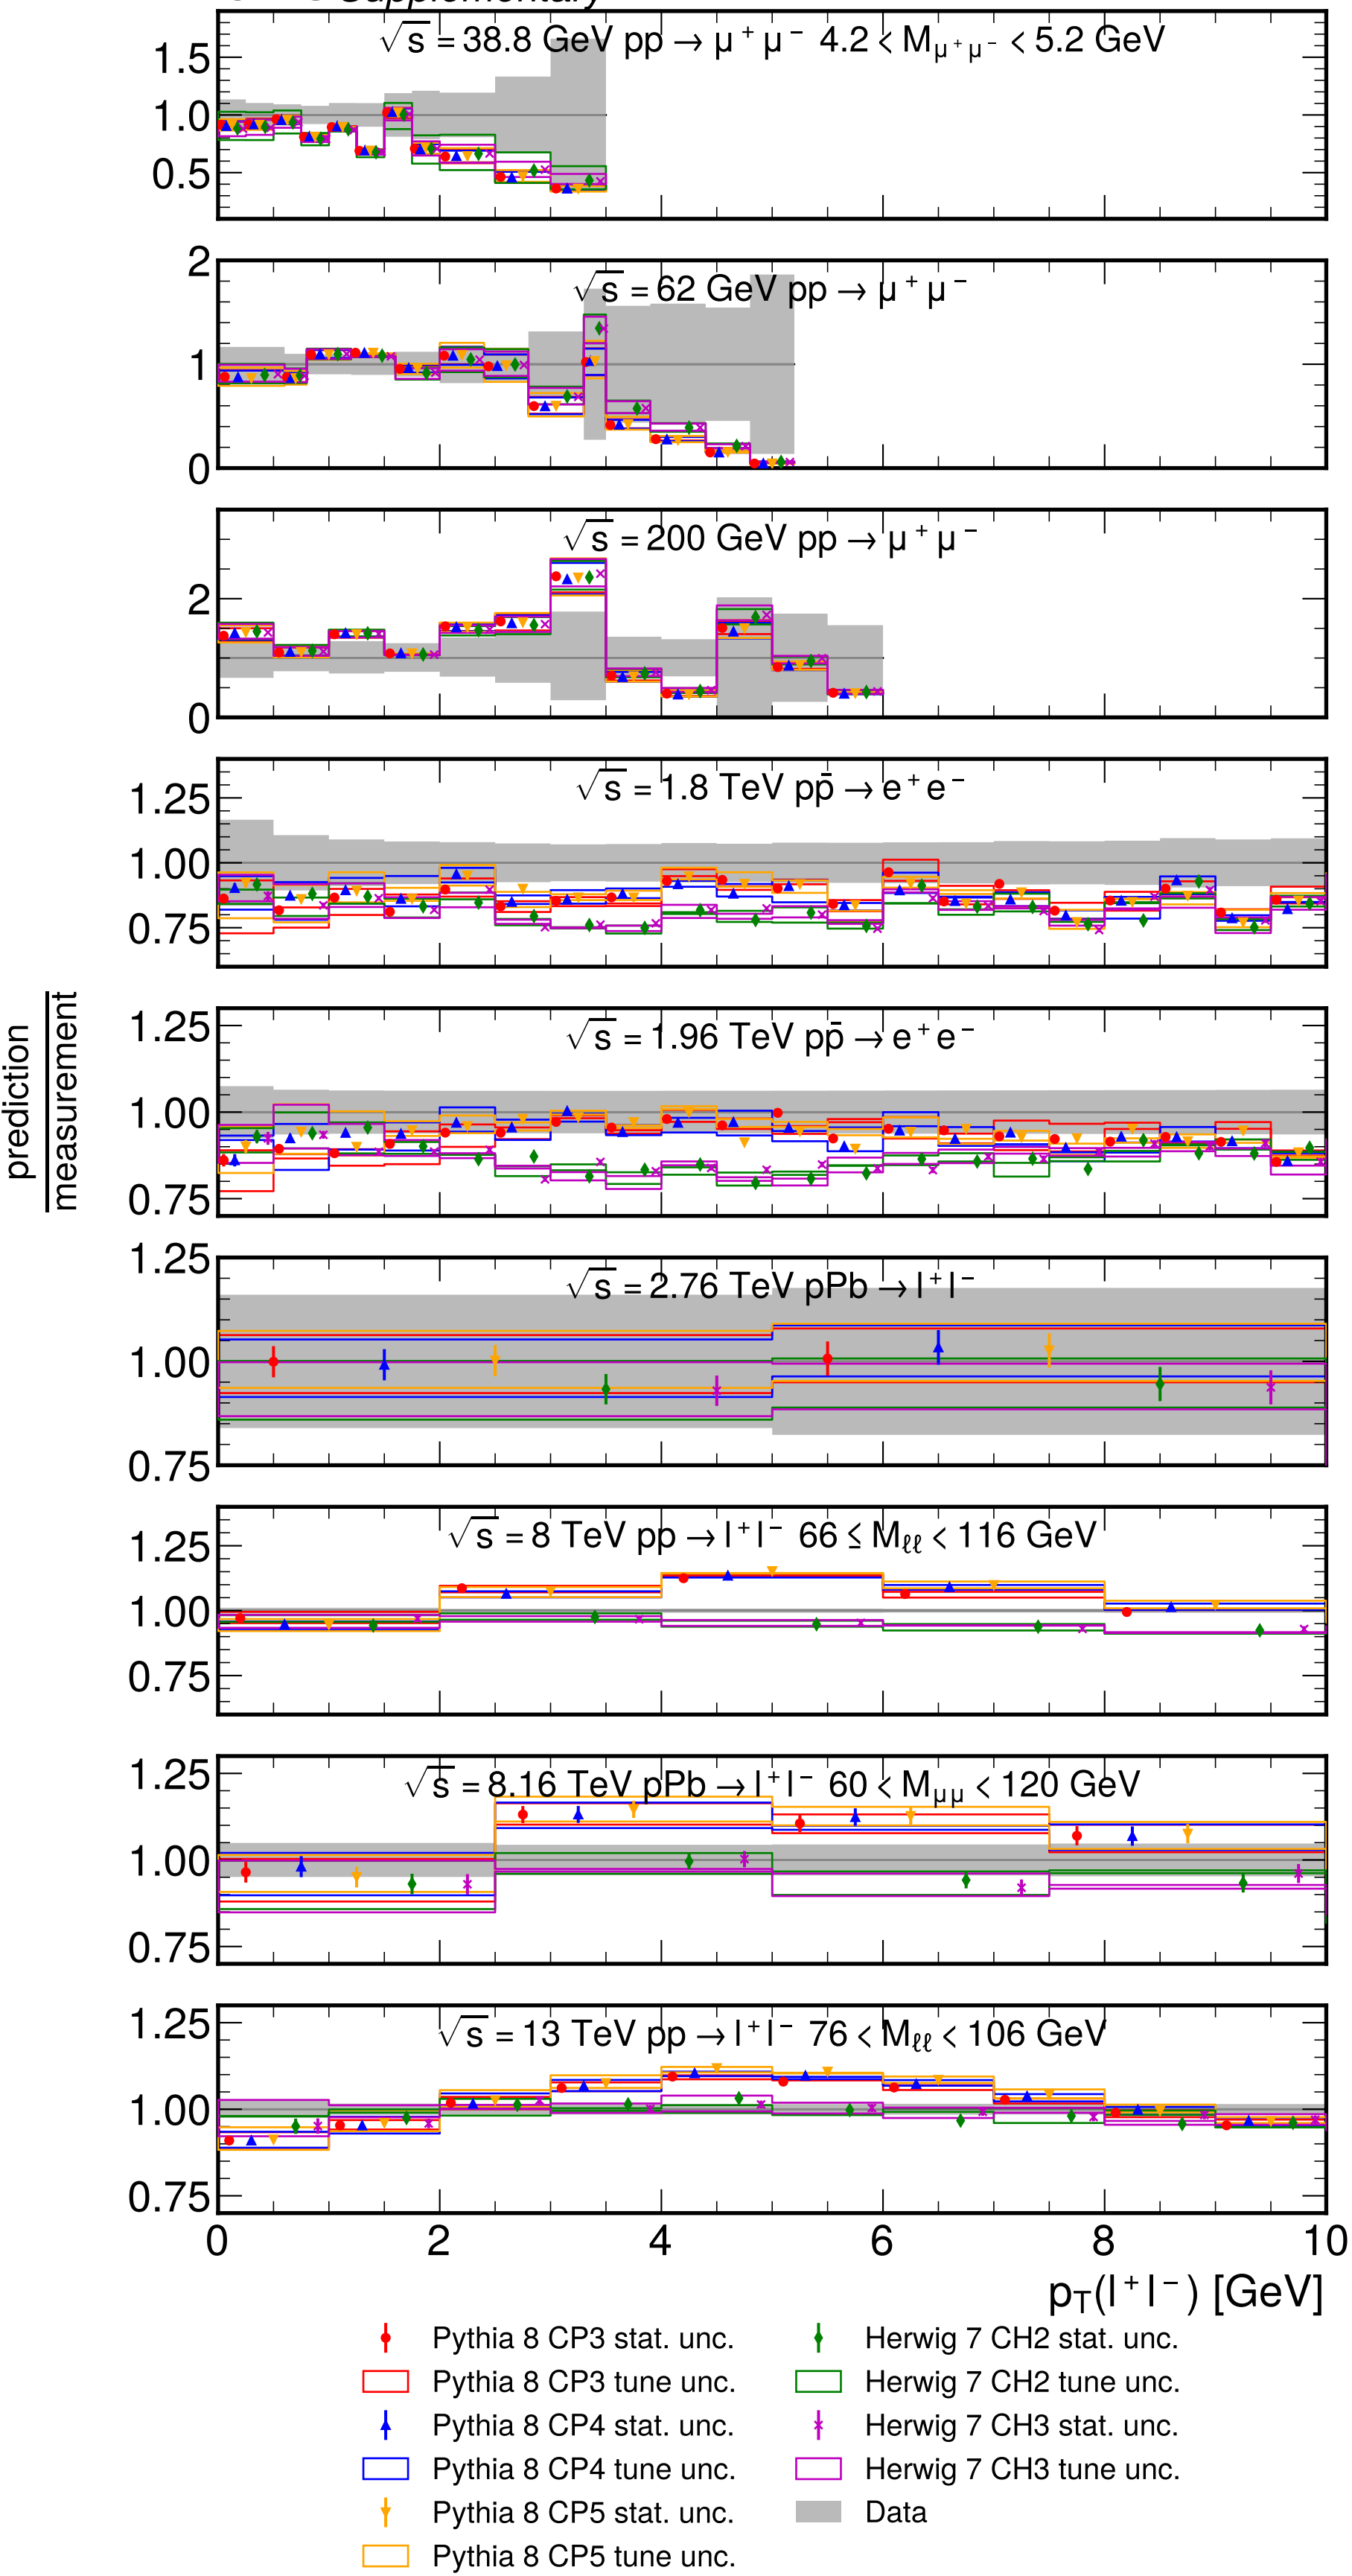 Supplementary
√s = 38.8 GeV pp → μ⁺μ⁻ 4.2 < M_μ⁺μ⁻ < 5.2 GeV
1.5
1.0
0.5
√s = 62 GeV pp → μ⁺μ⁻
2
1
0
√s = 200 GeV pp → μ⁺μ⁻
2
0
√s = 1.8 TeV pp̄ → e⁺e⁻
1.25
1.00
0.75
√s = 1.96 TeV pp̄ → e⁺e⁻
1.25
1.00
0.75
prediction
measurement
√s = 2.76 TeV pPb → l⁺l⁻
1.25
1.00
0.75
√s = 8 TeV pp → l⁺l⁻ 66 ≤ M_ℓℓ < 116 GeV
1.25
1.00
0.75
√s = 8.16 TeV pPb → l⁺l⁻ 60 < M_μμ < 120 GeV
1.25
1.00
0.75
√s = 13 TeV pp → l⁺l⁻ 76 < M_ℓℓ < 106 GeV
1.25
1.00
0.75
0 2 4 6 8 10
p_T(l⁺l⁻) [GeV]
Pythia 8 CP3 stat. unc.
Pythia 8 CP3 tune unc.
Pythia 8 CP4 stat. unc.
Pythia 8 CP4 tune unc.
Pythia 8 CP5 stat. unc.
Pythia 8 CP5 tune unc.
Herwig 7 CH2 stat. unc.
Herwig 7 CH2 tune unc.
Herwig 7 CH3 stat. unc.
Herwig 7 CH3 tune unc.
Data